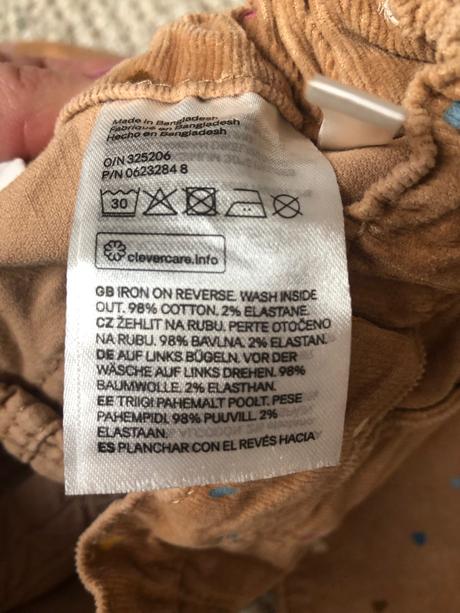 Made in Bangladesh
Fabriqué en Bangladesh
Hecho en Bangladesh
O/N 325206
P/N 0623284 8
30
clevercare.info
GB IRON ON REVERSE. WASH INSIDE
OUT. 98% COTTON. 2% ELASTANE.
CZ ŽEHLIT NA RUBU. PERTE OTOČENO
NA RUBU. 98% BAVLNA. 2% ELASTAN.
DE AUF LINKS BÜGELN. VOR DER
WÄSCHE AUF LINKS DREHEN. 98%
BAUMWOLLE. 2% ELASTHAN.
EE TRIIGI PAHEMALT POOLT. PESE
PAHEMPIDI. 98% PUUVILL. 2%
ELASTAAN.
ES PLANCHAR CON EL REVÉS HACIA